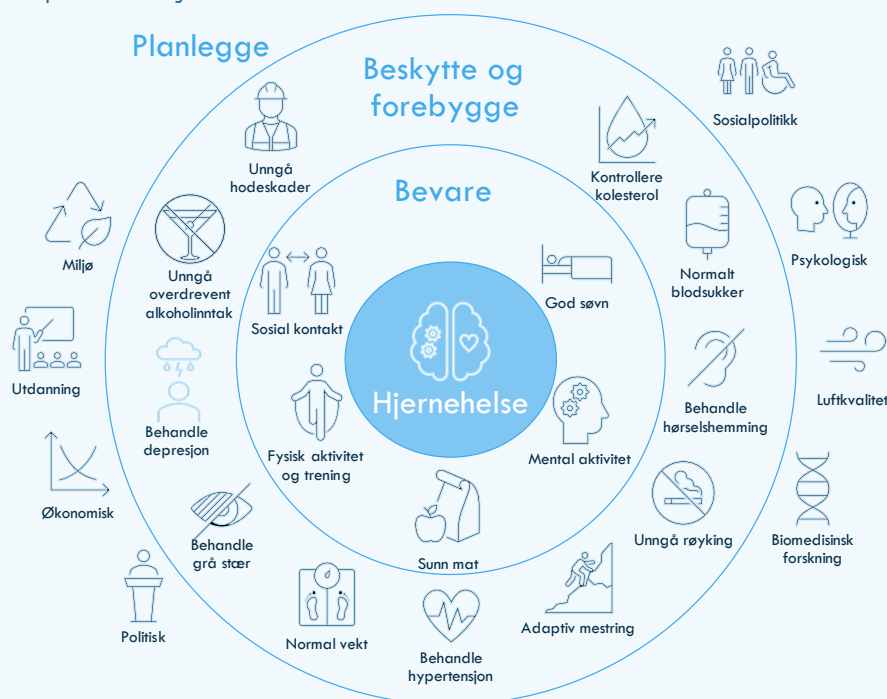 Planlegge
Beskytte og
forebygge
Sosialpolitikk
Unngå
hodeskader
Kontrollere
kolesterol
Bevare
Miljø
Unngå
overdrevent
alkoholinntak
Sosial kontakt
God søvn
Normalt
blodsukker
Psykologisk
Utdanning
Behandle
depresjon
Hjernehelse
Fysisk aktivitet
og trening
Mental aktivitet
Behandle
hørselshemming
Luftkvalitet
Økonomisk
Behandle
grå stær
Sunn mat
Unngå røyking
Biomedisinsk
forskning
Politisk
Normal vekt
Behandle
hypertensjon
Adaptiv mestring